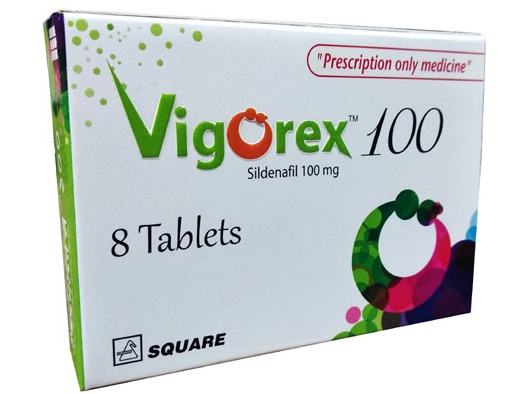 "Prescription only medicine"
Vigorex™ 100
Sildenafil 100 mg
8 Tablets
SQUARE